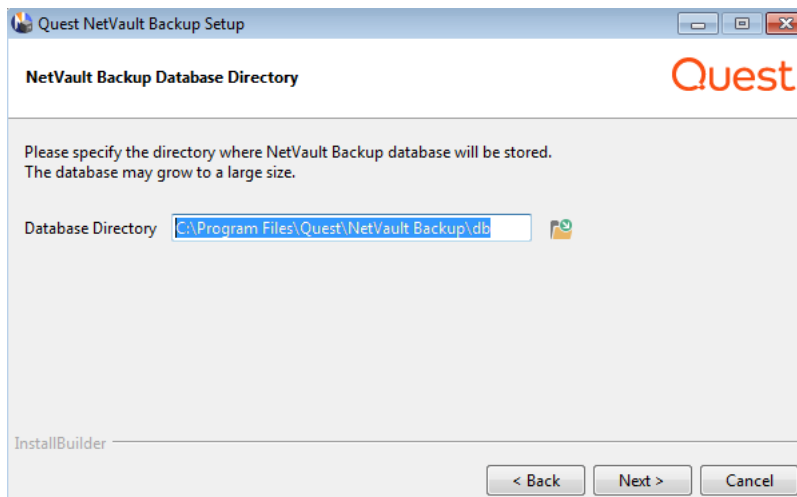 Quest NetVault Backup Setup
NetVault Backup Database Directory
Quest
Please specify the directory where NetVault Backup database will be stored.
The database may grow to a large size.
Database Directory C:\Program Files\Quest\NetVault Backup\db
InstallBuilder
< Back Next > Cancel